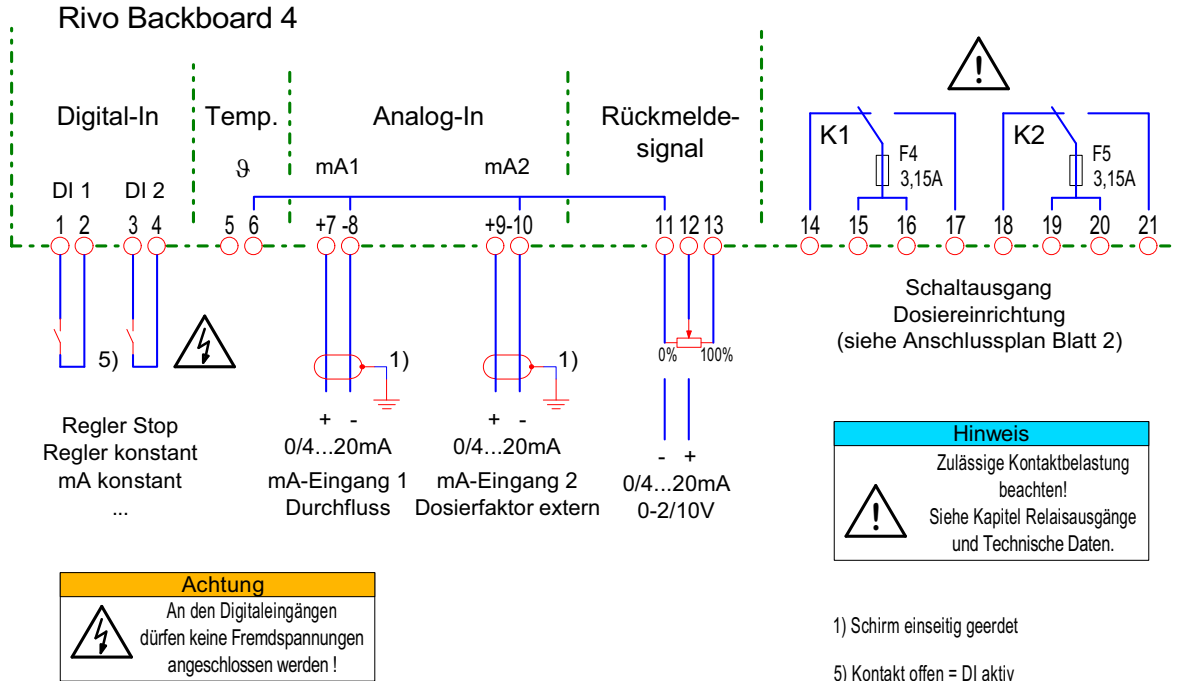 Rivo Backboard 4
Digital-In
Temp.
Analog-In
Rückmelde-
signal
ϑ
mA1
mA2
DI 1
DI 2
K1
F4
3,15A
K2
F5
3,15A
1 2 3 4 5 6 +7 -8 +9 -10 11 12 13 14 15 16 17 18 19 20 21
5)
1)
1)
0% 100%
Schaltausgang
Dosiereinrichtung
(siehe Anschlussplan Blatt 2)
Regler Stop
Regler konstant
mA konstant
...
+ -
0/4...20mA
mA-Eingang 1
Durchfluss
+ -
0/4...20mA
mA-Eingang 2
Dosierfaktor extern
- +
0/4...20mA
0-2/10V
Hinweis
Zulässige Kontaktbelastung
beachten!
Siehe Kapitel Relaisausgänge
und Technische Daten.
Achtung
An den Digitaleingängen
dürfen keine Fremdspannungen
angeschlossen werden !
1) Schirm einseitig geerdet
5) Kontakt offen = DI aktiv